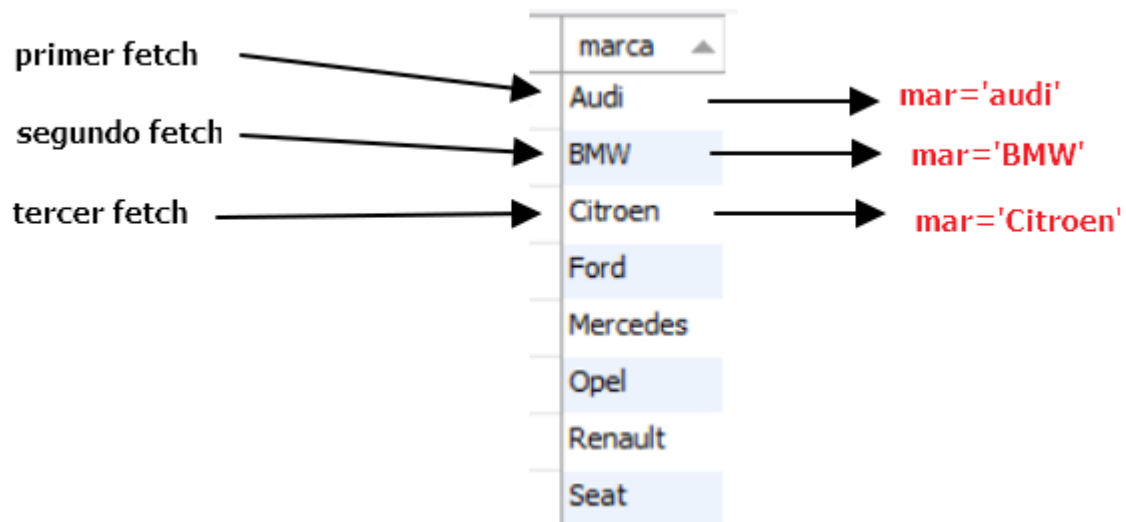 marca
primer fetch
Audi
mar='audi'
segundo fetch
BMW
mar='BMW'
tercer fetch
Citroen
mar='Citroen'
Ford
Mercedes
Opel
Renault
Seat